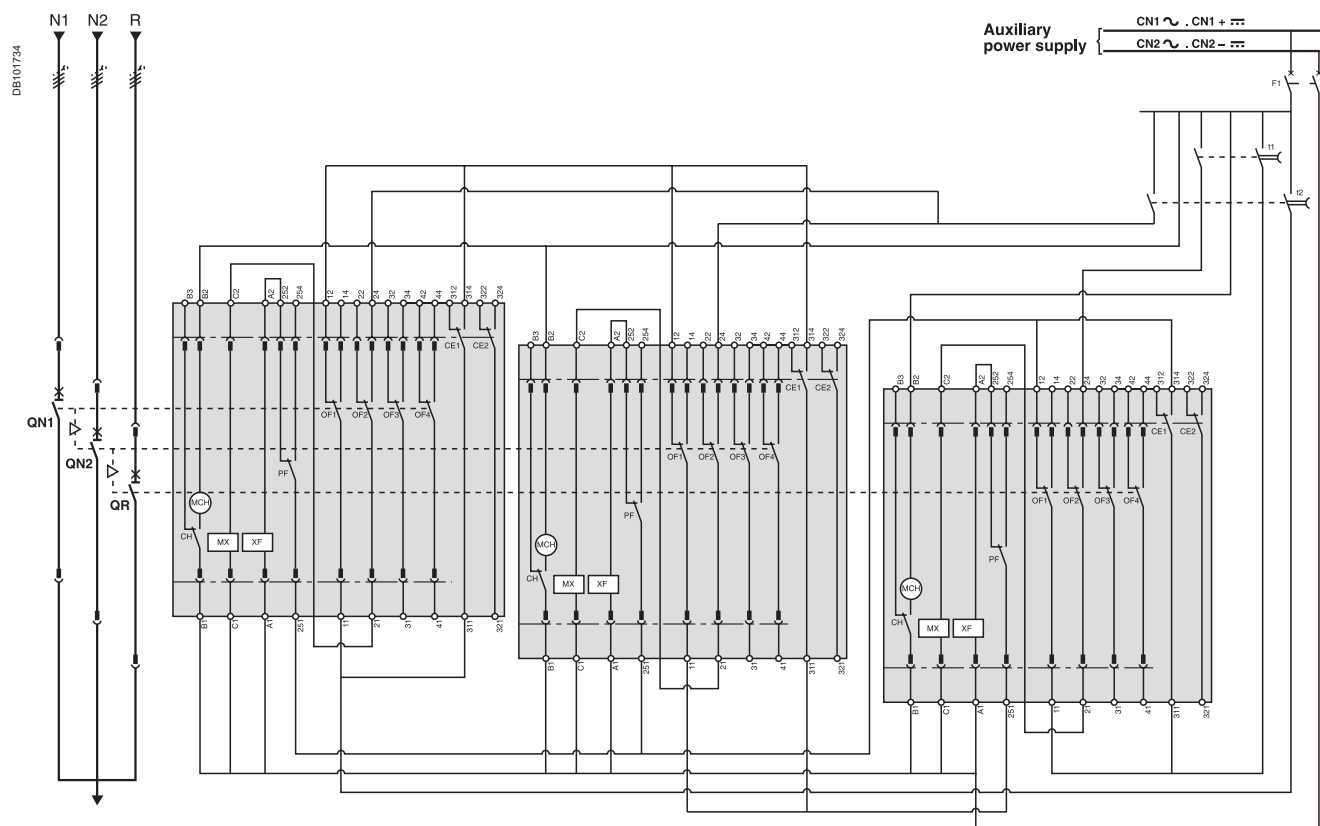 N1 N2 R
DB101734
Auxiliary
power supply
CN1 ∿ . CN1 + ⎓
CN2 ∿ . CN2 – ⎓
F1
t1
t2
QN1
QN2
QR
B3 B2 C2 A2 252 254 12 14 22 24 32 34 42 44 312 314 322 324
CE1 CE2
OF1 OF2 OF3 OF4
PF
MCH
CH
MX XF
B1 C1 A1 251 11 21 31 41 311 321
B3 B2 C2 A2 252 254 12 14 22 24 32 34 42 44 312 314 322 324
CE1 CE2
OF1 OF2 OF3 OF4
PF
MCH
CH
MX XF
B1 C1 A1 251 11 21 31 41 311 321
B3 B2 C2 A2 252 254 12 14 22 24 32 34 42 44 312 314 322 324
CE1 CE2
OF1 OF2 OF3 OF4
PF
MCH
CH
MX XF
B1 C1 A1 251 11 21 31 41 311 321